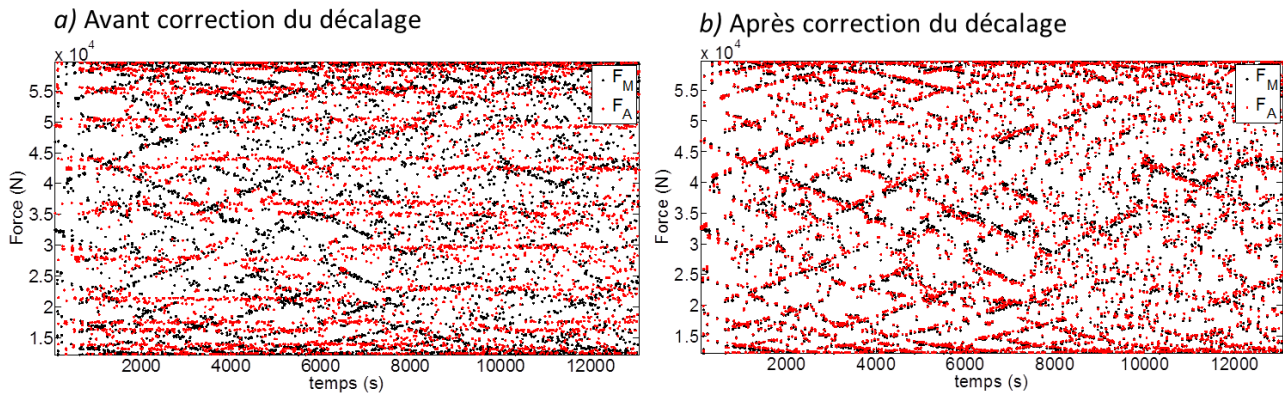 a) Avant correction du décalage
x 10^4
F_M
F_A
5.5
5
4.5
4
3.5
3
2.5
2
1.5
Force (N)
2000 4000 6000 8000 10000 12000
temps (s)
b) Après correction du décalage
x 10^4
F_M
F_A
5.5
5
4.5
4
3.5
3
2.5
2
1.5
Force (N)
2000 4000 6000 8000 10000 12000
temps (s)